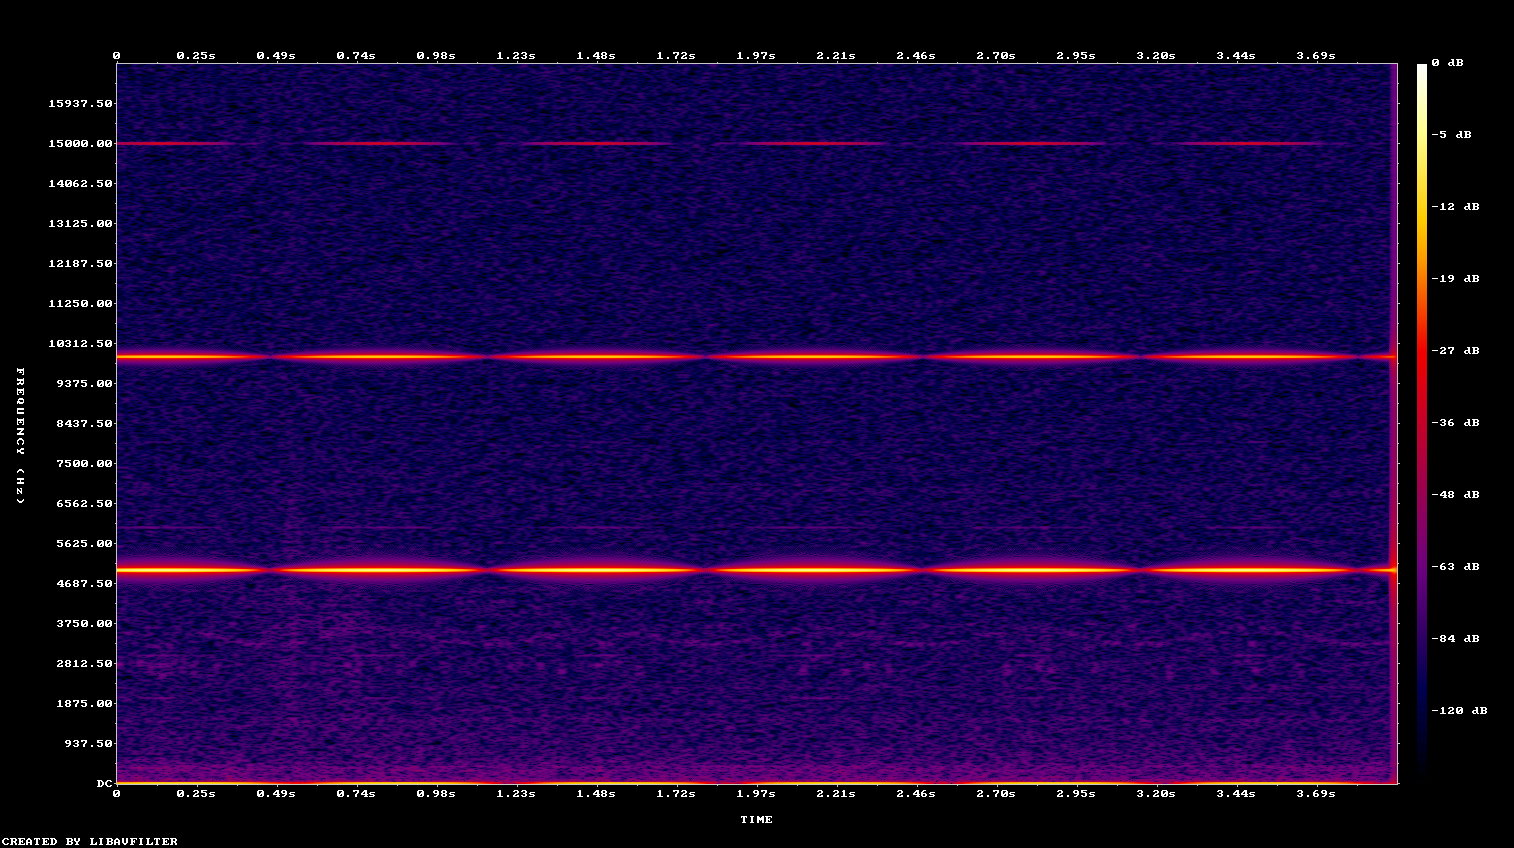 0 0.25s 0.49s 0.74s 0.98s 1.23s 1.48s 1.72s 1.97s 2.21s 2.46s 2.70s 2.95s 3.20s 3.44s 3.69s
0 dB
-5 dB
-12 dB
-19 dB
-27 dB
-36 dB
-48 dB
-63 dB
-84 dB
-120 dB
15937.50
15000.00
14062.50
13125.00
12187.50
11250.00
10312.50
9375.00
8437.50
7500.00
6562.50
5625.00
4687.50
3750.00
2812.50
1875.00
937.50
DC
FREQUENCY (Hz)
0 0.25s 0.49s 0.74s 0.98s 1.23s 1.48s 1.72s 1.97s 2.21s 2.46s 2.70s 2.95s 3.20s 3.44s 3.69s
TIME
CREATED BY LIBAVFILTER